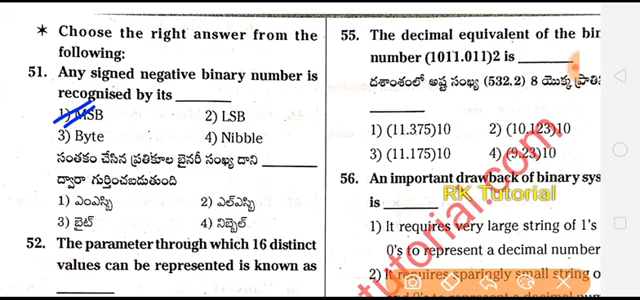 * Choose the right answer from the
following:
51. Any signed negative binary number is
recognised by its ______
1) MSB 2) LSB
3) Byte 4) Nibble
సంతకం చేసిన ప్రతికూల బైనరీ సంఖ్య దాని ______
ద్వారా గుర్తించబడుతుంది
1) ఎంఎస్బి 2) ఎల్ఎస్బి
3) బైట్ 4) నిబ్బెల్
52. The parameter through which 16 distinct
values can be represented is known as
______
55. The decimal equivalent of the bin
number (1011.011)2 is ______
దశాంశంలో అష్ట సంఖ్య (532.2) 8 యొక్క
______
1) (11.375)10 2) (10.123)10
3) (11.175)10 4) (9.23)10
56. An important drawback of binary sys
RK Tutorial
is ______
1) It requires very large string of 1's
0's to represent a decimal number
2) It requires sparingly small string o
tutorial.com